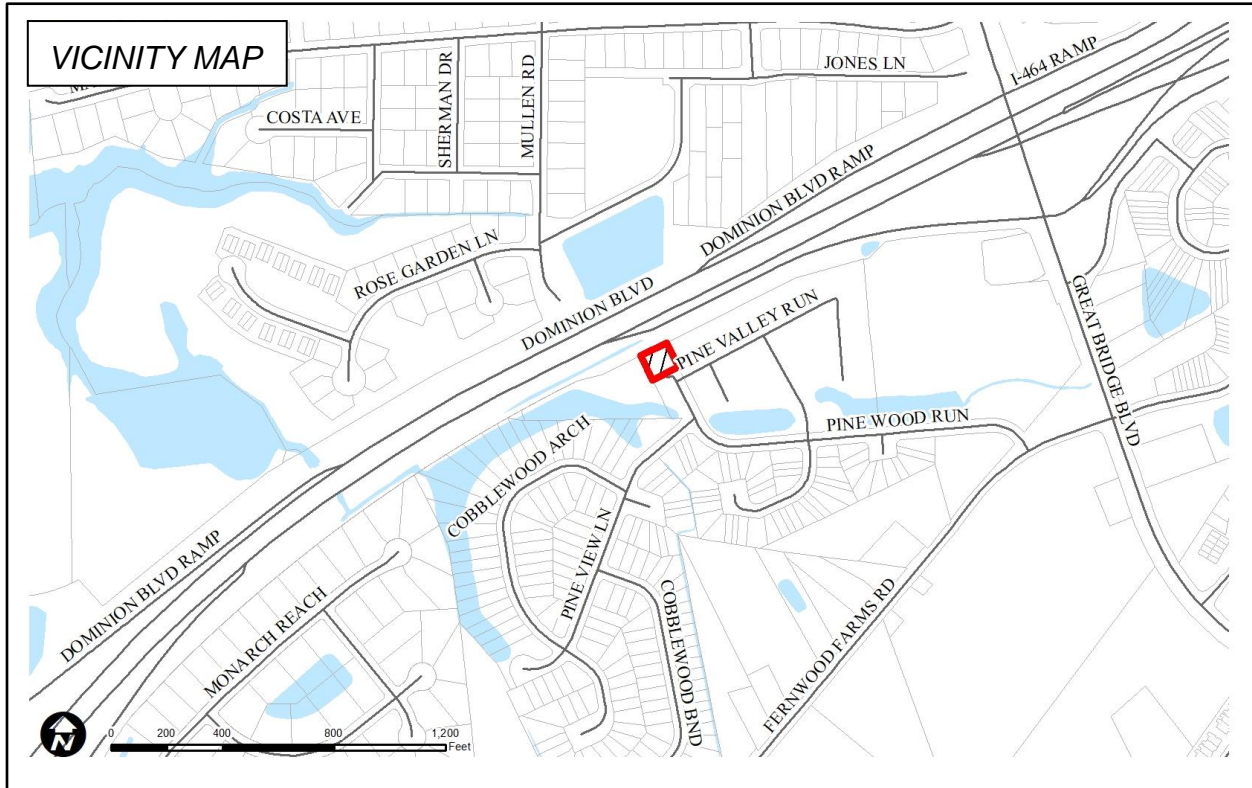 VICINITY MAP
JONES LN
I-464 RAMP
SHERMAN DR
MULLEN RD
COSTA AVE
DOMINION BLVD RAMP
ROSE GARDEN LN
DOMINION BLVD
GREAT BRIDGE BLVD
PINE VALLEY RUN
PINE WOOD RUN
COBBLEWOOD ARCH
PINE VIEW LN
DOMINION BLVD RAMP
MONARCH REACH
COBBLEWOOD BND
FERNWOOD FARMS RD
N
0 200 400 800 1,200
Feet